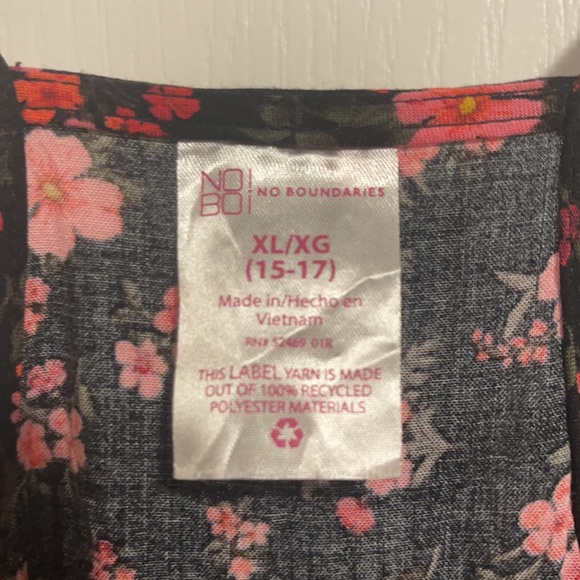 NO
BO
NO BOUNDARIES
XL/XG
(15-17)
Made in/Hecho en
Vietnam
RN# 52469 01R
THIS LABEL YARN IS MADE
OUT OF 100% RECYCLED
POLYESTER MATERIALS